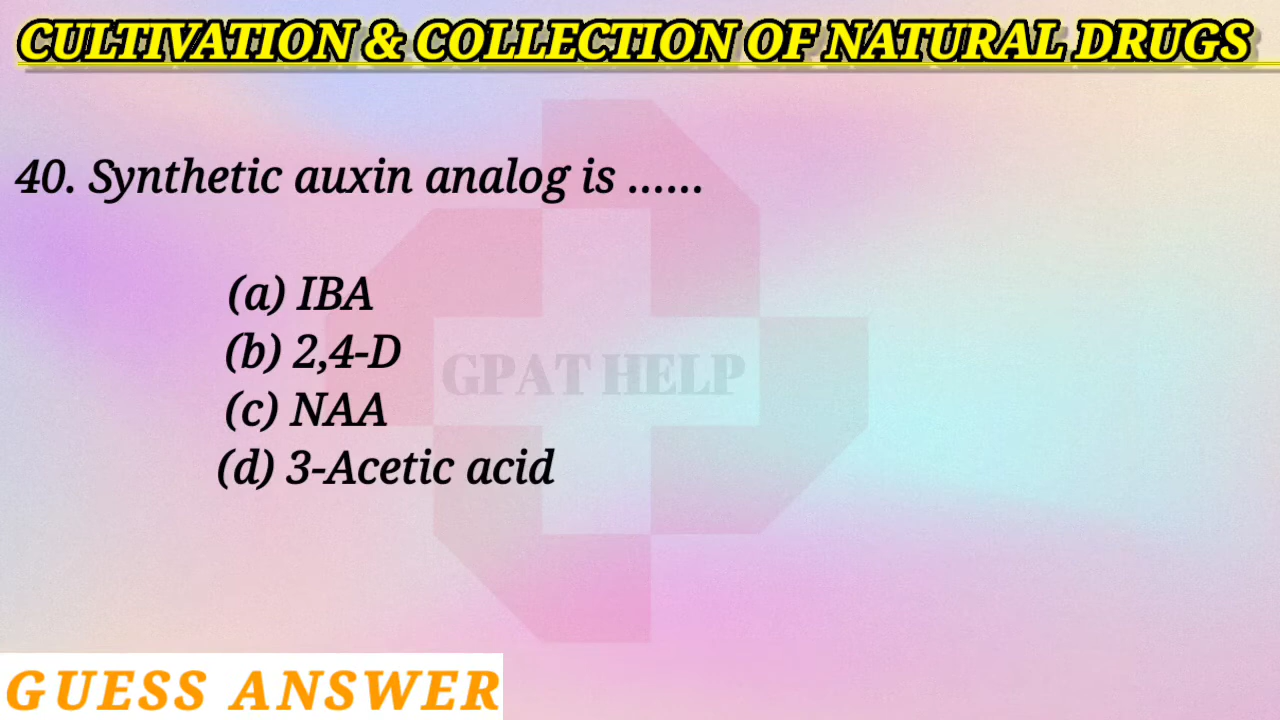 CULTIVATION & COLLECTION OF NATURAL DRUGS
40. Synthetic auxin analog is ......
(a) IBA
(b) 2,4-D
GPAT HELP
(c) NAA
(d) 3-Acetic acid
GUESS ANSWER